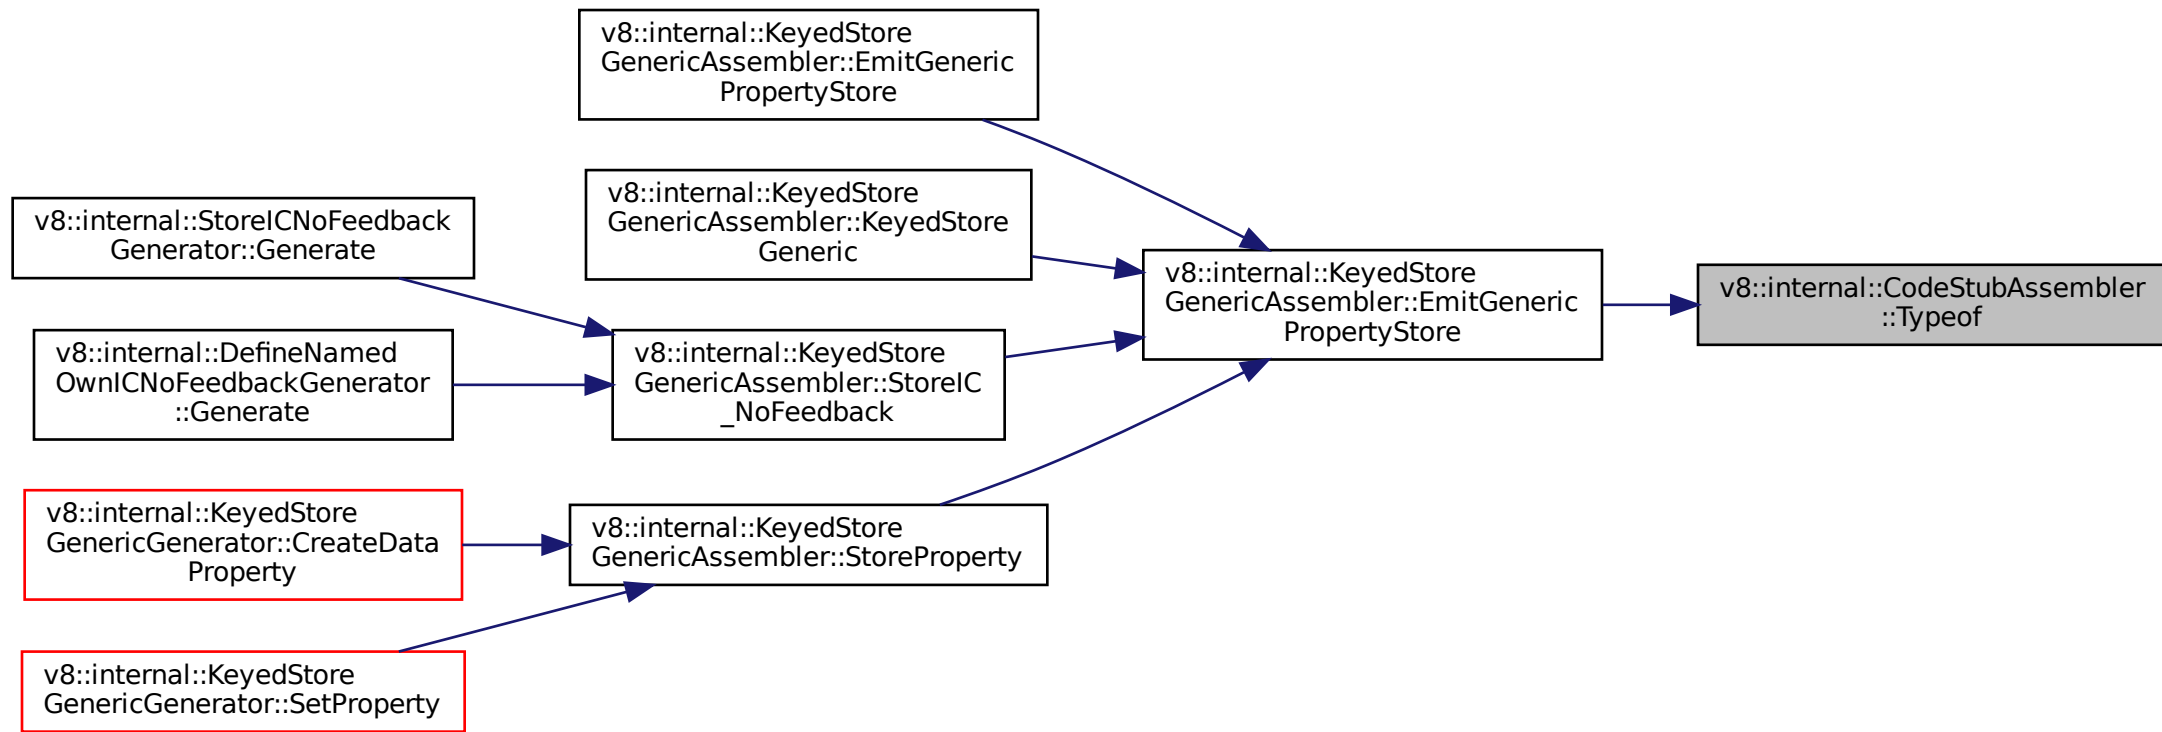 v8::internal::KeyedStore
GenericAssembler::EmitGeneric
PropertyStore
v8::internal::KeyedStore
GenericAssembler::KeyedStore
Generic
v8::internal::StoreICNoFeedback
Generator::Generate
v8::internal::KeyedStore
GenericAssembler::EmitGeneric
PropertyStore
v8::internal::CodeStubAssembler
::Typeof
v8::internal::DefineNamed
OwnICNoFeedbackGenerator
::Generate
v8::internal::KeyedStore
GenericAssembler::StoreIC
_NoFeedback
v8::internal::KeyedStore
GenericGenerator::CreateData
Property
v8::internal::KeyedStore
GenericAssembler::StoreProperty
v8::internal::KeyedStore
GenericGenerator::SetProperty